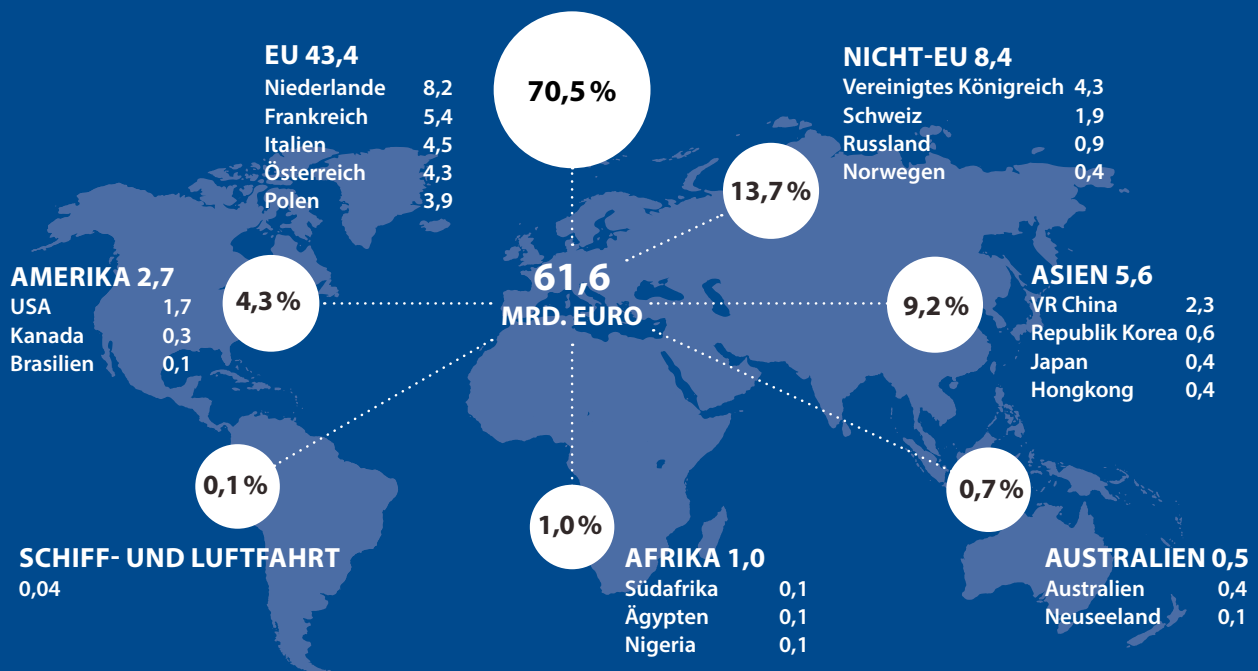 EU 43,4
Niederlande 8,2
Frankreich 5,4
Italien 4,5
Österreich 4,3
Polen 3,9
70,5 %
NICHT-EU 8,4
Vereinigtes Königreich 4,3
Schweiz 1,9
Russland 0,9
Norwegen 0,4
13,7 %
AMERIKA 2,7
USA 1,7
Kanada 0,3
Brasilien 0,1
4,3 %
61,6
MRD. EURO
9,2 %
ASIEN 5,6
VR China 2,3
Republik Korea 0,6
Japan 0,4
Hongkong 0,4
0,1 %
SCHIFF- UND LUFTFAHRT
0,04
1,0 %
AFRIKA 1,0
Südafrika 0,1
Ägypten 0,1
Nigeria 0,1
0,7 %
AUSTRALIEN 0,5
Australien 0,4
Neuseeland 0,1